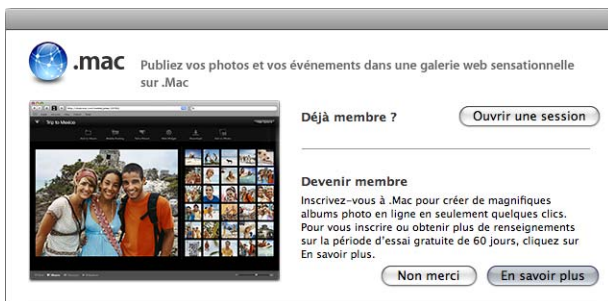 .mac
Publiez vos photos et vos événements dans une galerie web sensationnelle
sur .Mac
Trip to Mexico
Déjà membre ?
Ouvrir une session
Devenir membre
Inscrivez-vous à .Mac pour créer de magnifiques
albums photo en ligne en seulement quelques clics.
Pour vous inscrire ou obtenir plus de renseignements
sur la période d'essai gratuite de 60 jours, cliquez sur
En savoir plus.
Non merci
En savoir plus